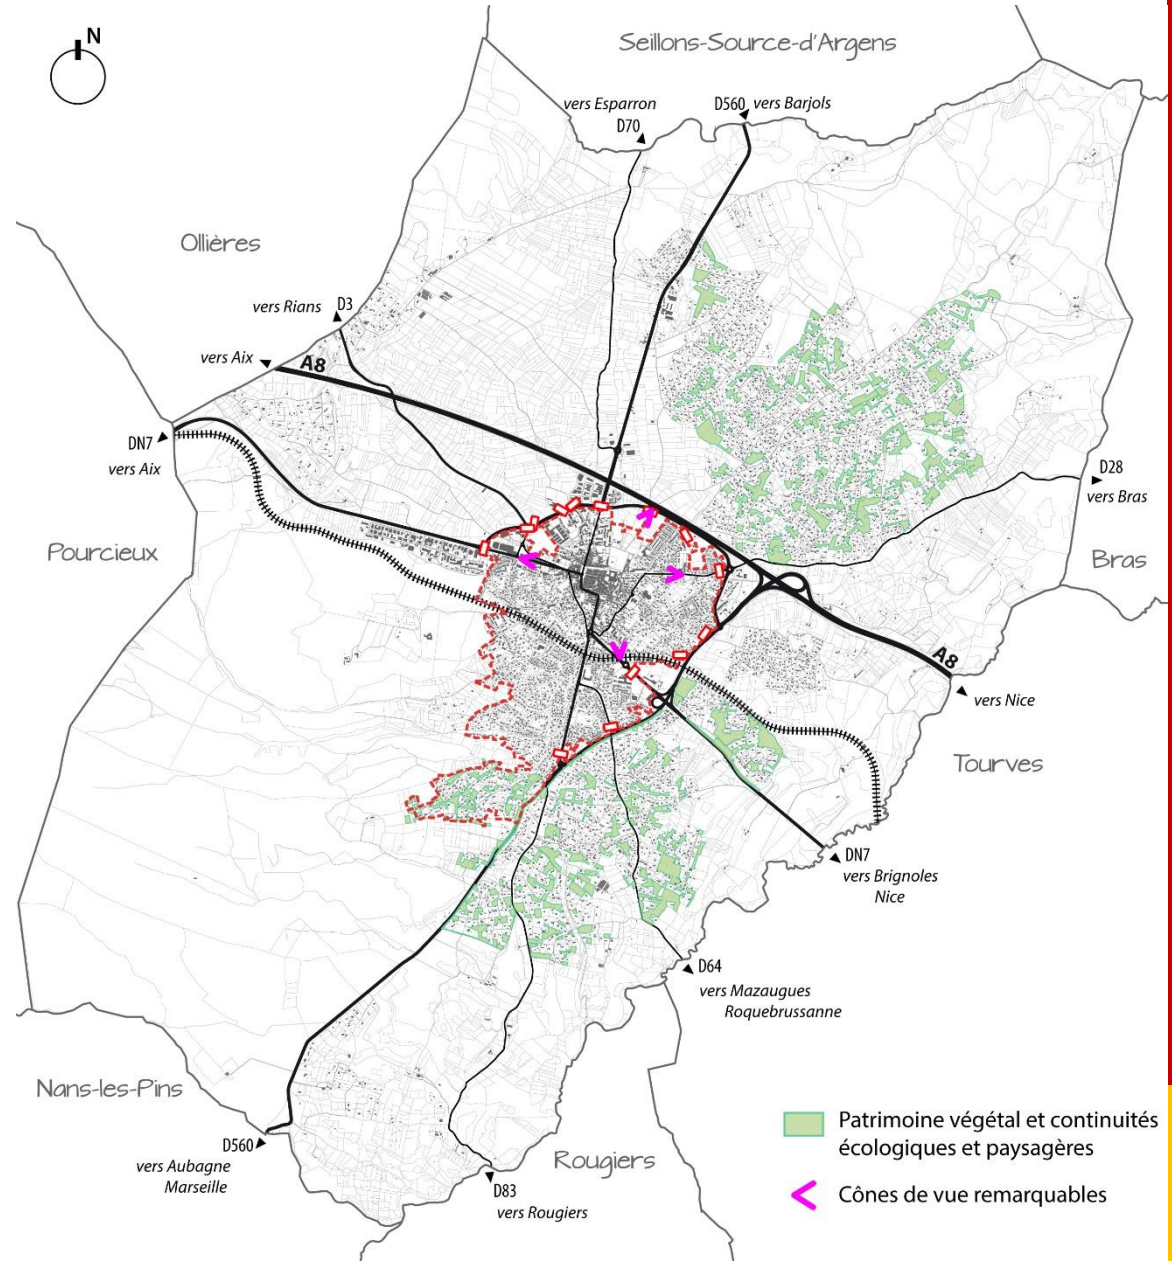 N
Seillons-Source-d'Argens
vers Esparron
D70
D560
vers Barjols
Ollières
vers Rians
D3
vers Aix
A8
DN7
vers Aix
D28
vers Bras
Pourcieux
Bras
A8
vers Nice
Tourves
DN7
vers Brignoles
Nice
D64
vers Mazaugues
Roquebrussanne
Nans-les-Pins
D560
vers Aubagne
Marseille
Rougiers
D83
vers Rougiers
Patrimoine végétal et continuités
écologiques et paysagères
Cônes de vue remarquables